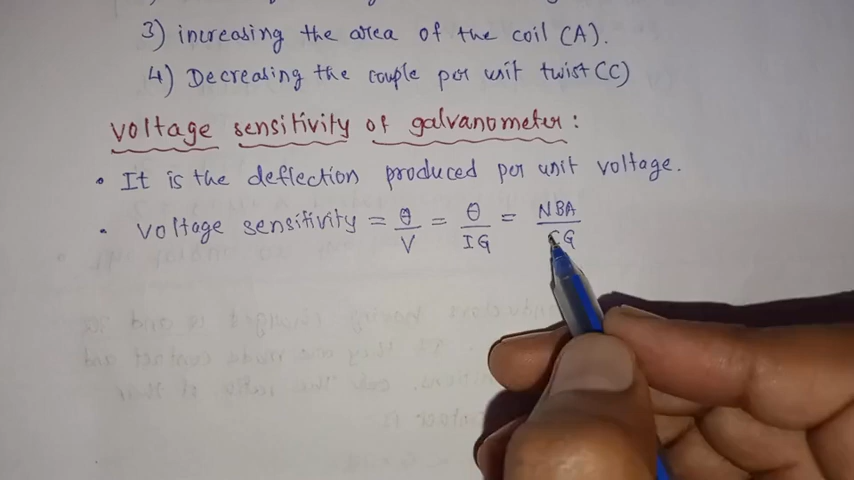 3) increasing the area of the coil (A).
4) Decreasing the couple per unit twist (C)
Voltage sensitivity of galvanometer:
• It is the deflection produced per unit voltage.
• Voltage sensitivity = θ/V = θ/IG = NBA/CG